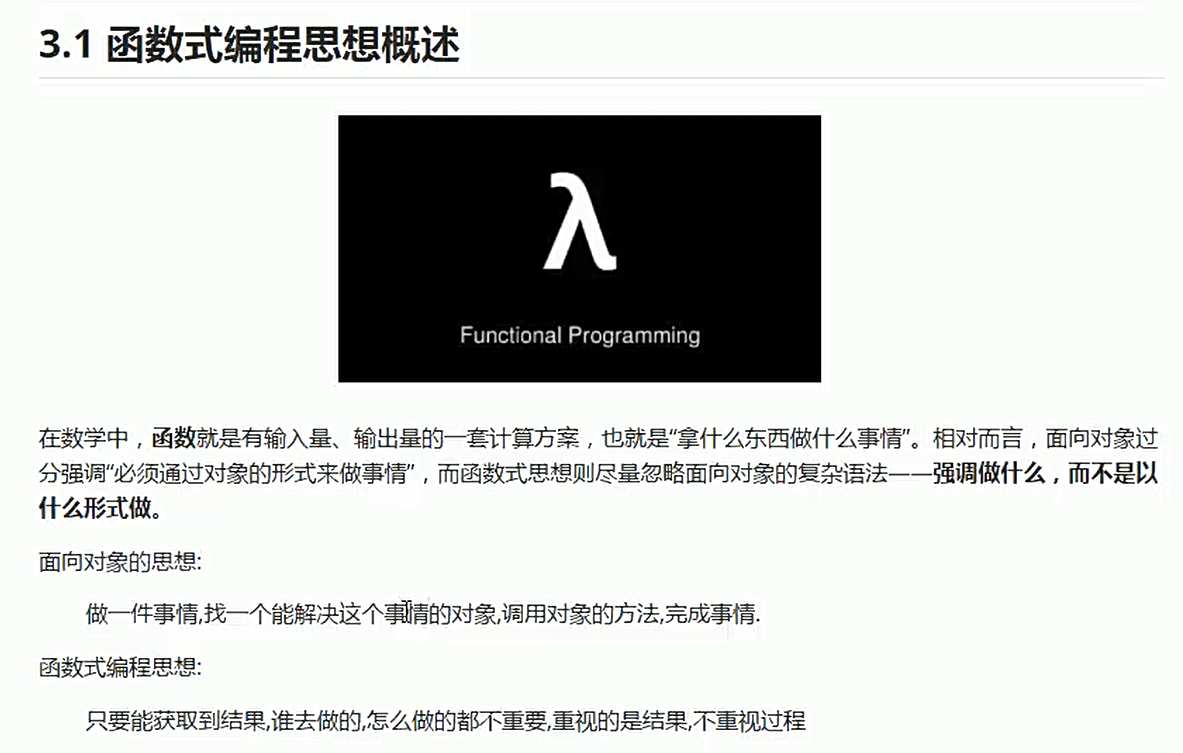 3.1 函数式编程思想概述
λ
Functional Programming
在数学中，函数就是有输入量、输出量的一套计算方案，也就是“拿什么东西做什么事情”。相对而言，面向对象过
分强调“必须通过对象的形式来做事情”，而函数式思想则尽量忽略面向对象的复杂语法——强调做什么，而不是以
什么形式做。
面向对象的思想:
做一件事情,找一个能解决这个事情的对象,调用对象的方法,完成事情.
函数式编程思想:
只要能获取到结果,谁去做的,怎么做的都不重要,重视的是结果,不重视过程